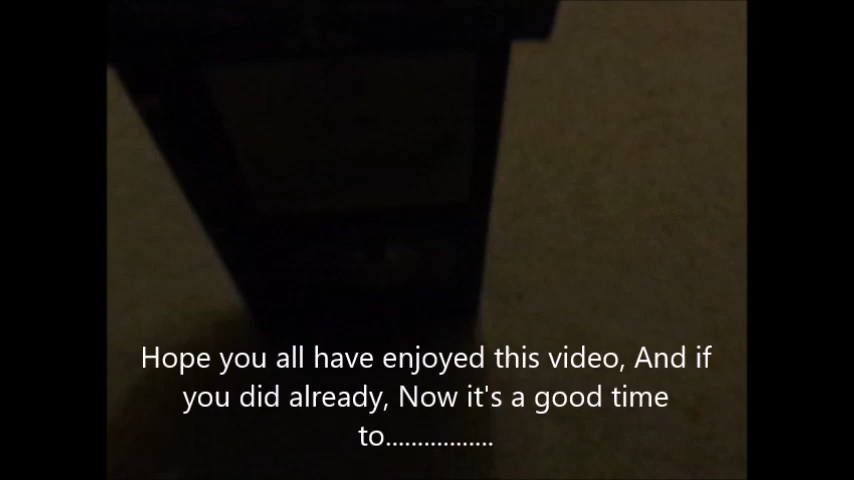 Hope you all have enjoyed this video, And if
you did already, Now it's a good time
to.................